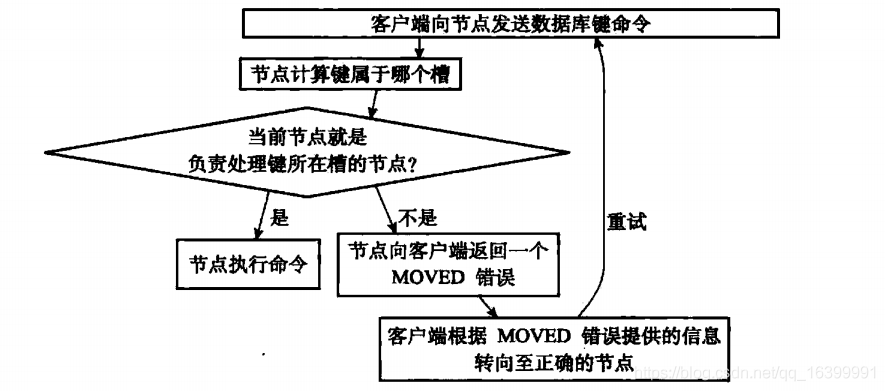 客户端向节点发送数据库键命令
节点计算键属于哪个槽
当前节点就是
负责处理键所在槽的节点？
是
不是
重试
节点执行命令
节点向客户端返回一个
MOVED 错误
客户端根据 MOVED 错误提供的信息
转向至正确的节点
https://blog.csdn.net/qq_16399991